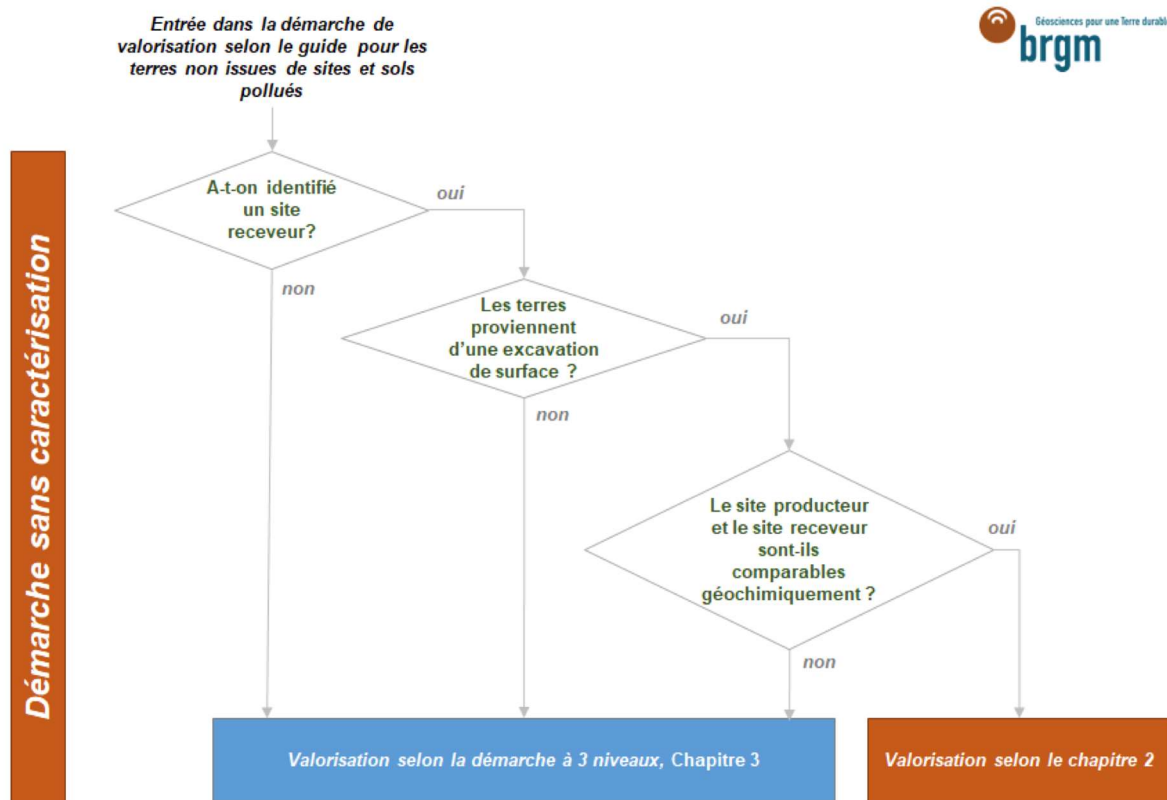 Entrée dans la démarche de
valorisation selon le guide pour les
terres non issues de sites et sols
pollués
Géosciences pour une Terre durable
brgm
Démarche sans caractérisation
A-t-on identifié
un site
receveur?
oui
non
Les terres
proviennent
d'une excavation
de surface ?
oui
non
Le site producteur
et le site receveur
sont-ils
comparables
géochimiquement ?
oui
non
Valorisation selon la démarche à 3 niveaux, Chapitre 3
Valorisation selon le chapitre 2